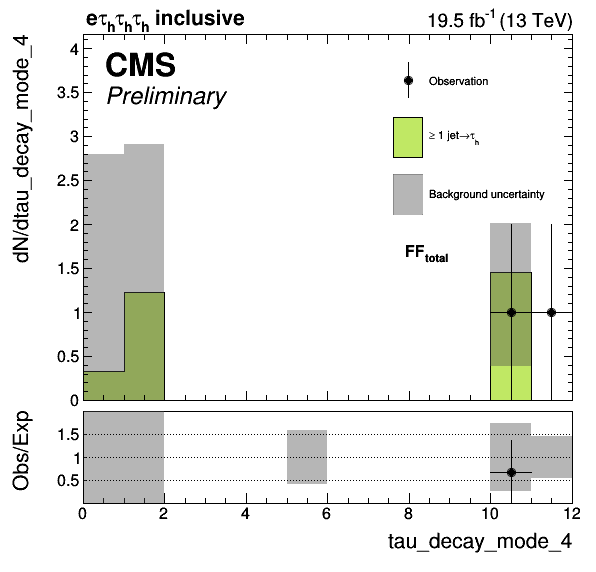 eτhτhτh inclusive
19.5 fb-1 (13 TeV)
CMS
Preliminary
Observation
≥ 1 jet→τh
Background uncertainty
FFtotal
dN/dtau_decay_mode_4
4
3.5
3
2.5
2
1.5
1
0.5
0
Obs/Exp
1.5
1
0.5
0 2 4 6 8 10 12
tau_decay_mode_4